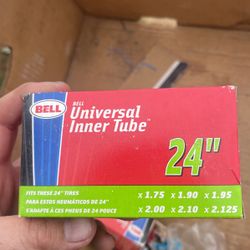 BELL
BELL
Universal
Inner Tube™
24"
FITS THESE 24" TIRES
PARA ESTOS NEUMÁTICOS DE 24"
S'ADAPTE À CES PNEUS DE 24 POUCE
x 1.75 x 1.90 x 1.95
x 2.00 x 2.10 x 2.125